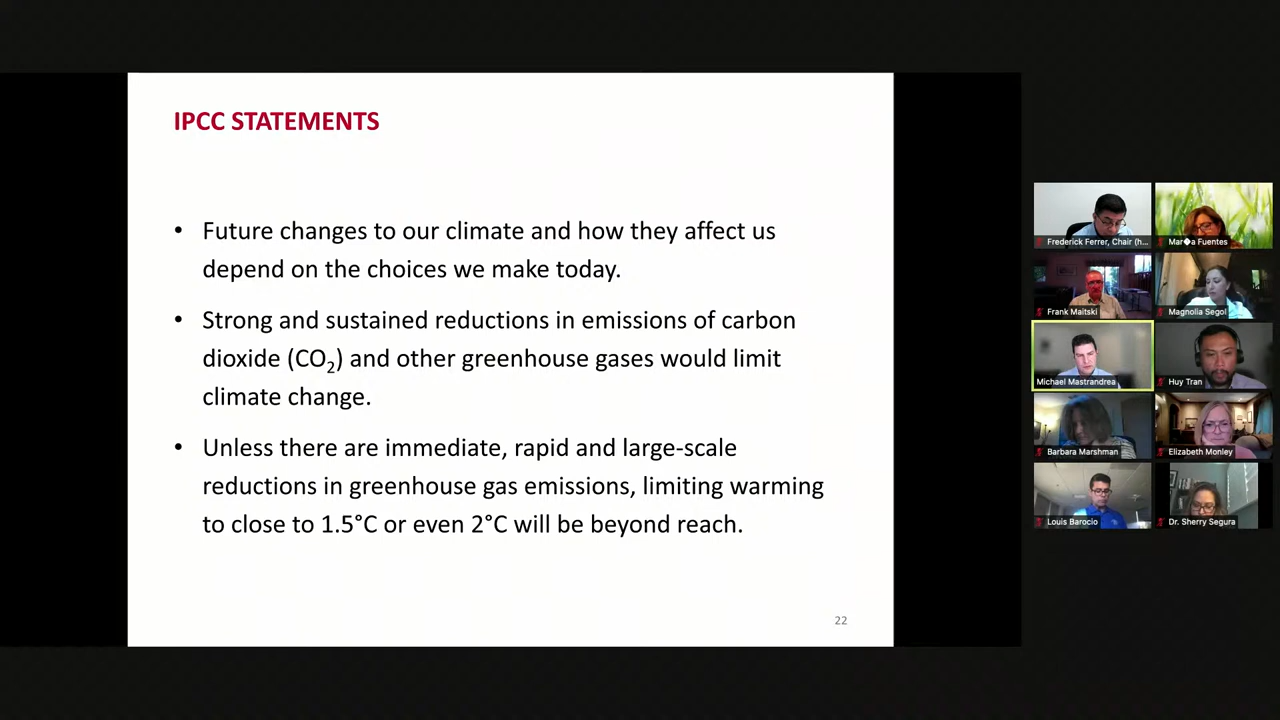 IPCC STATEMENTS
• Future changes to our climate and how they affect us
depend on the choices we make today.
• Strong and sustained reductions in emissions of carbon
dioxide (CO₂) and other greenhouse gases would limit
climate change.
• Unless there are immediate, rapid and large-scale
reductions in greenhouse gas emissions, limiting warming
to close to 1.5°C or even 2°C will be beyond reach.
22
Frederick Ferrer, Chair (h...
Mar�a Fuentes
Frank Maitski
Magnolia Segol
Michael Mastrandrea
Huy Tran
Barbara Marshman
Elizabeth Monley
Louis Barocio
Dr. Sherry Segura